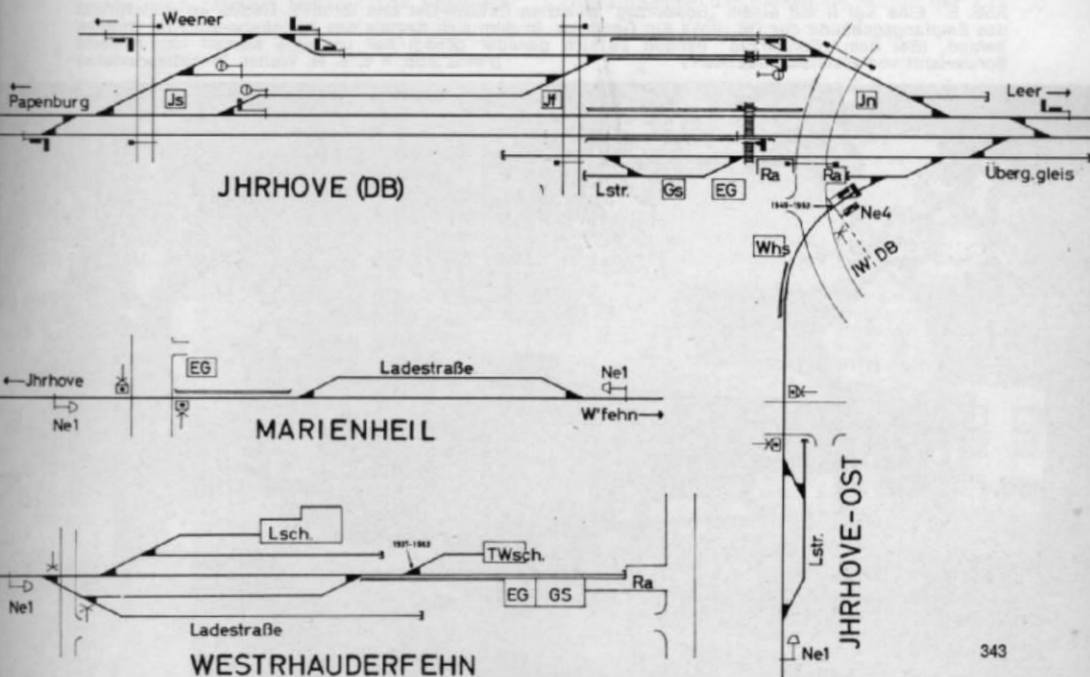 Weener
Papenburg
Js
Jf
Jn
Leer
JHRHOVE (DB)
Lstr.
Gs
EG
Ra
Ra
Überg.gleis
Ne4
Whs
IW, DB
Jhrhove
EG
Ladestraße
Ne1
Ne1
W'fehn
MARIENHEIL
JHRHOVE-OST
Lstr.
Ne1
Lsch.
1937-1963
TWsch.
Ra
EG
GS
Ne1
Ladestraße
WESTRHAUDERFEHN
343